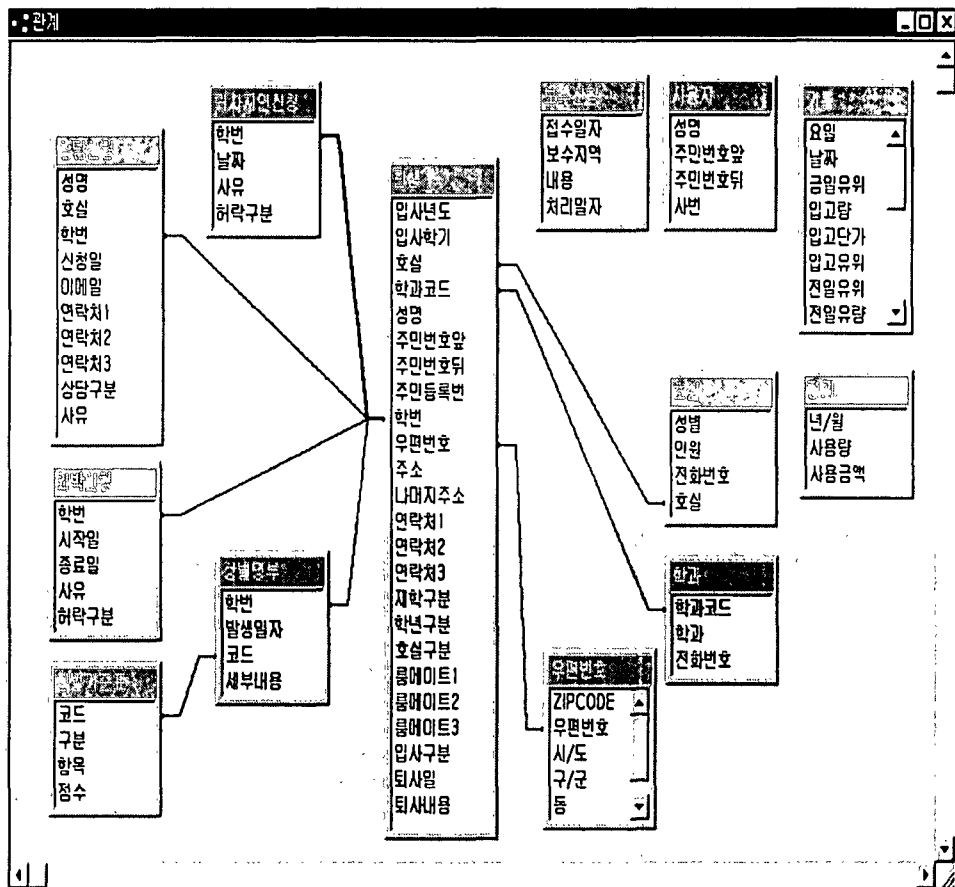 관계
학번
날짜
사유
허락구분
성명
호실
학번
신청일
이메일
연락처1
연락처2
연락처3
상담구분
사유
학번
시작일
종료일
사유
허락구분
코드
구분
항목
점수
학번
발생일자
코드
세부내용
입사년도
입사학기
호실
학과코드
성명
주민번호앞
주민번호뒤
주민등록번
학번
우편번호
주소
나머지주소
연락처1
연락처2
연락처3
재학구분
학년구분
호실구분
룸메이트1
룸메이트2
룸메이트3
입사구분
퇴사일
퇴사내용
접수일자
보수지역
내용
처리일자
사용자
성명
주민번호앞
주민번호뒤
사번
요일
날짜
금일유위
입고량
입고단가
입고유위
전일유위
전일유량
성별
인원
전화번호
호실
년/월
사용량
사용금액
학과
학과코드
학과
전화번호
우편번호
ZIPCODE
우편번호
시/도
구/군
동